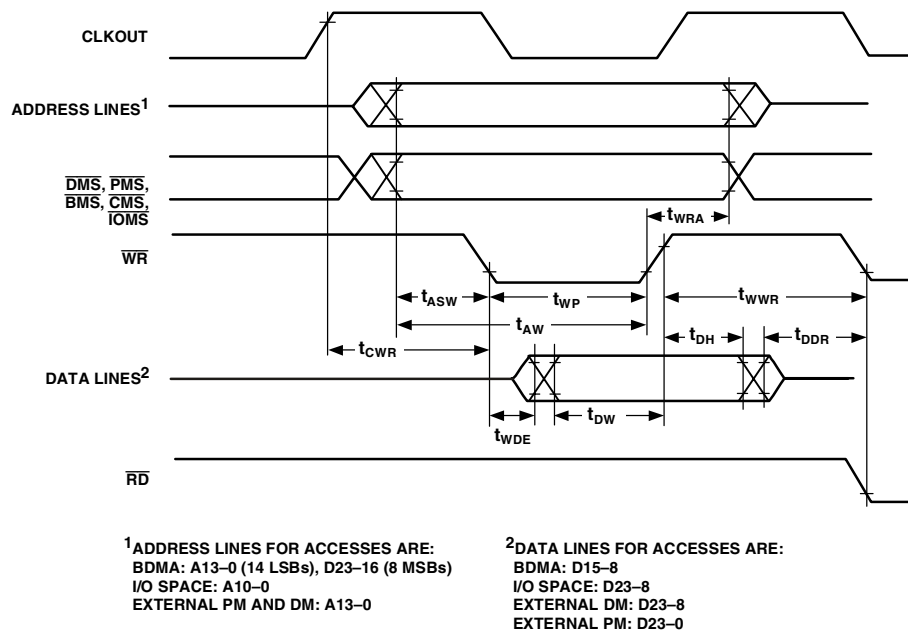 CLKOUT
ADDRESS LINES¹
DMS, PMS,
BMS, CMS,
IOMS
tWRA
WR
tASW
tWP
tWWR
tAW
tDH
tDDR
tCWR
DATA LINES²
tDW
tWDE
RD
¹ADDRESS LINES FOR ACCESSES ARE:
BDMA: A13–0 (14 LSBs), D23–16 (8 MSBs)
I/O SPACE: A10–0
EXTERNAL PM AND DM: A13–0
²DATA LINES FOR ACCESSES ARE:
BDMA: D15–8
I/O SPACE: D23–8
EXTERNAL DM: D23–8
EXTERNAL PM: D23–0